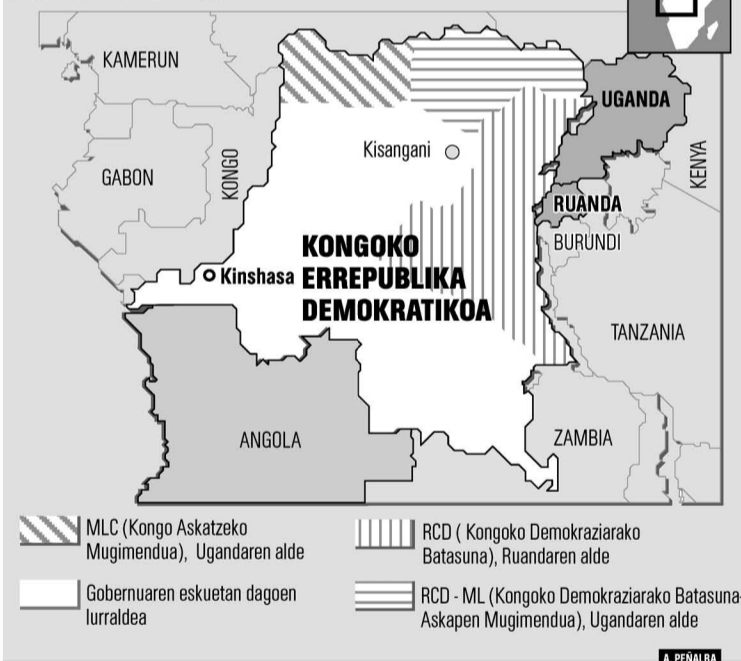 KAMERUN
UGANDA
Kisangani
KENYA
GABON
KONGO
RUANDA
BURUNDI
KONGOKO
ERREPUBLIKA
DEMOKRATIKOA
Kinshasa
TANZANIA
ANGOLA
ZAMBIA
MLC (Kongo Askatzeko
Mugimendua), Ugandaren alde
RCD ( Kongoko Demokraziarako
Batasuna), Ruandaren alde
Gobernuaren eskuetan dagoen
lurraldea
RCD - ML (Kongoko Demokraziarako Batasuna-
Askapen Mugimendua), Ugandaren alde
A. PEÑALBA